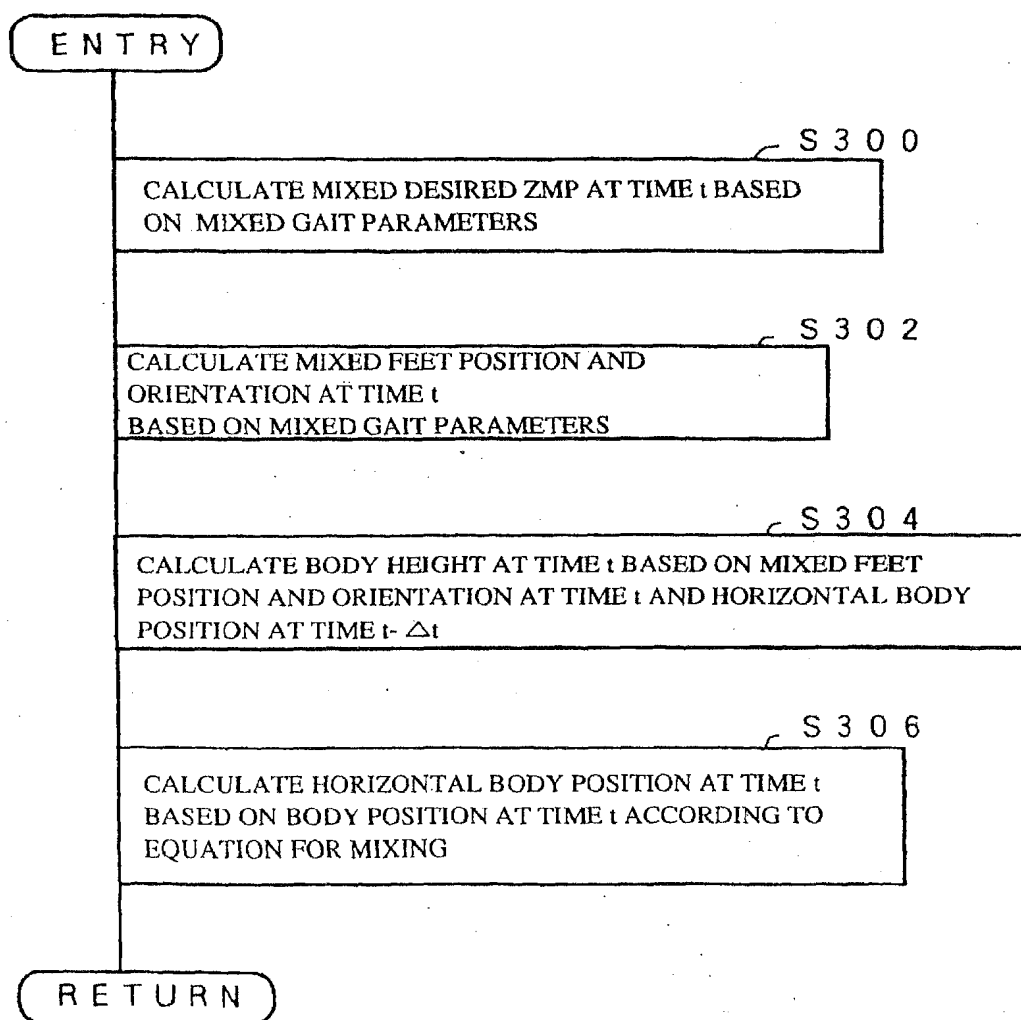 ENTRY
S300
CALCULATE MIXED DESIRED ZMP AT TIME t BASED
ON MIXED GAIT PARAMETERS
S302
CALCULATE MIXED FEET POSITION AND
ORIENTATION AT TIME t
BASED ON MIXED GAIT PARAMETERS
S304
CALCULATE BODY HEIGHT AT TIME t BASED ON MIXED FEET
POSITION AND ORIENTATION AT TIME t AND HORIZONTAL BODY
POSITION AT TIME t- △t
S306
CALCULATE HORIZONTAL BODY POSITION AT TIME t
BASED ON BODY POSITION AT TIME t ACCORDING TO
EQUATION FOR MIXING
RETURN